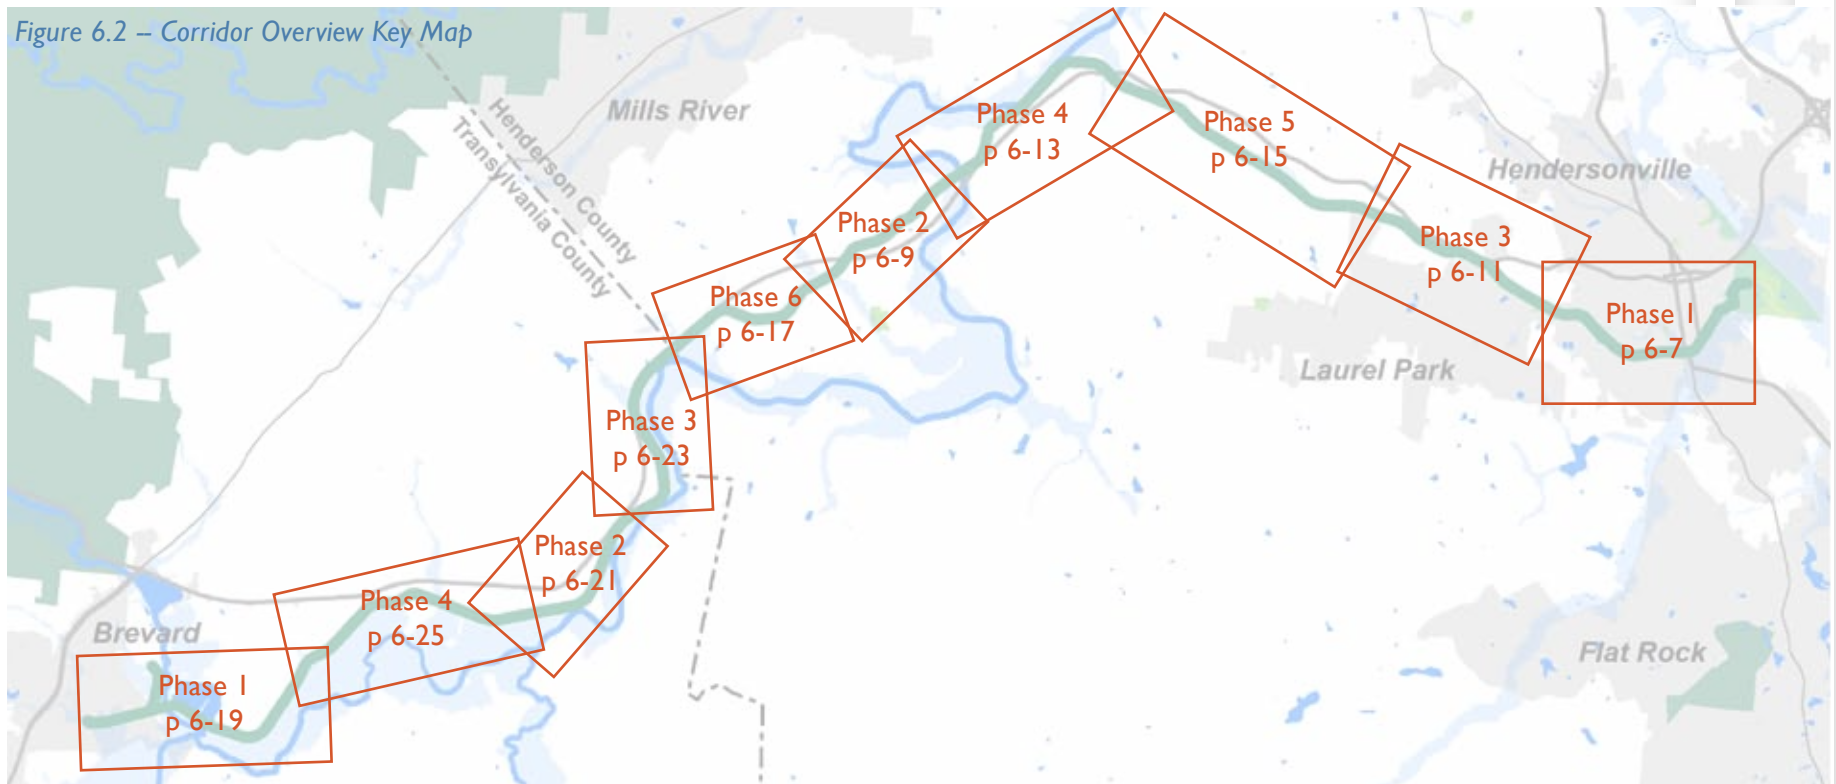 Figure 6.2 – Corridor Overview Key Map
Mills River
Henderson County
Transylvania County
Phase 4
p 6-13
Phase 5
p 6-15
Hendersonville
Phase 2
p 6-9
Phase 3
p 6-11
Phase 6
p 6-17
Phase 1
p 6-7
Laurel Park
Phase 3
p 6-23
Phase 2
p 6-21
Phase 4
p 6-25
Brevard
Flat Rock
Phase 1
p 6-19